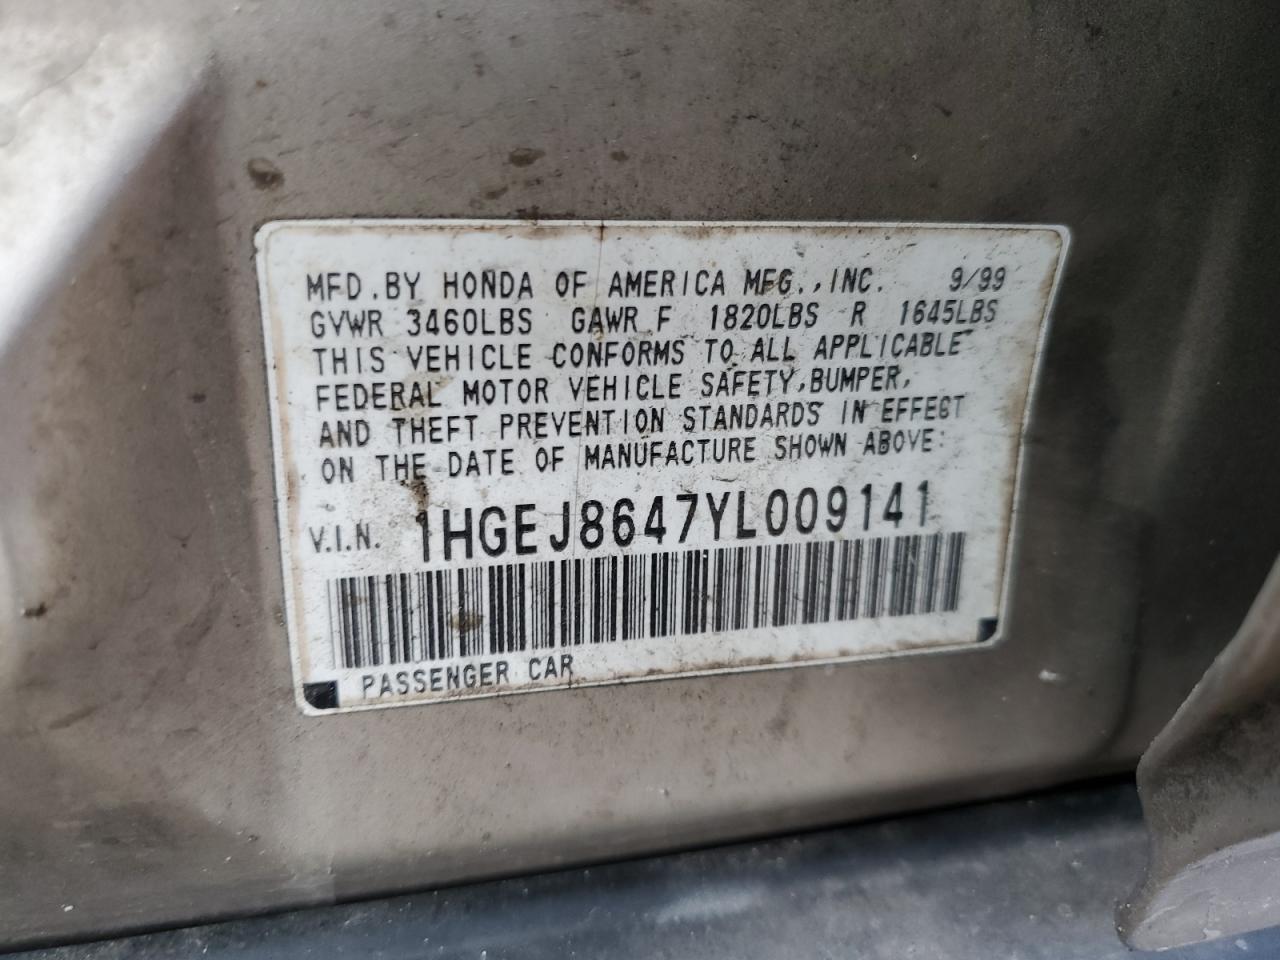 MFD.BY HONDA OF AMERICA MFG.,INC. 9/99
GVWR 3460LBS GAWR F 1820LBS R 1645LBS
THIS VEHICLE CONFORMS TO ALL APPLICABLE
FEDERAL MOTOR VEHICLE SAFETY,BUMPER,
AND THEFT PREVENTION STANDARDS IN EFFECT
ON THE DATE OF MANUFACTURE SHOWN ABOVE:
V.I.N. 1HGEJ8647YL009141
PASSENGER CAR